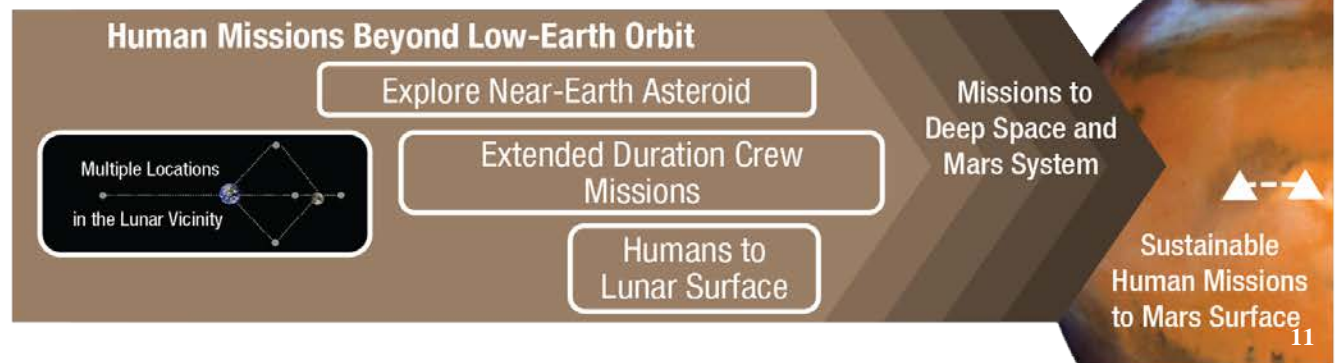 Human Missions Beyond Low-Earth Orbit
Explore Near-Earth Asteroid
Multiple Locations
in the Lunar Vicinity
Extended Duration Crew
Missions
Humans to
Lunar Surface
Missions to
Deep Space and
Mars System
Sustainable
Human Missions
to Mars Surface
11